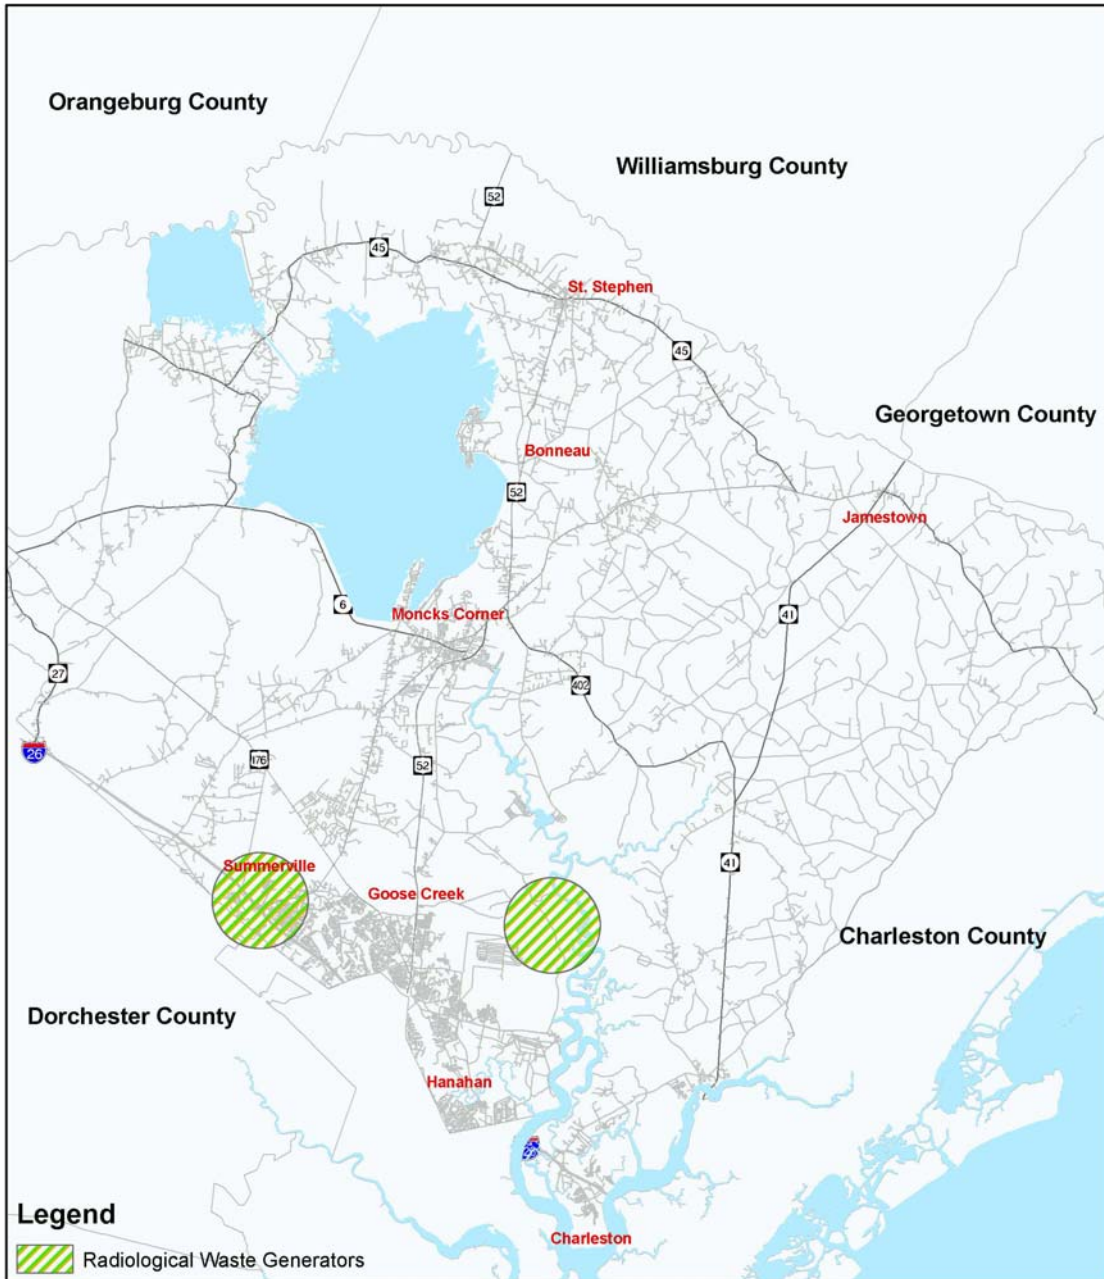 Orangeburg County
Williamsburg County
52
45
St. Stephen
45
Georgetown County
Bonneau
52
Jamestown
6
Moncks Corner
41
27
402
26
176
52
Summerville
41
Goose Creek
Charleston County
Dorchester County
Hanahan
Charleston
Legend
Radiological Waste Generators